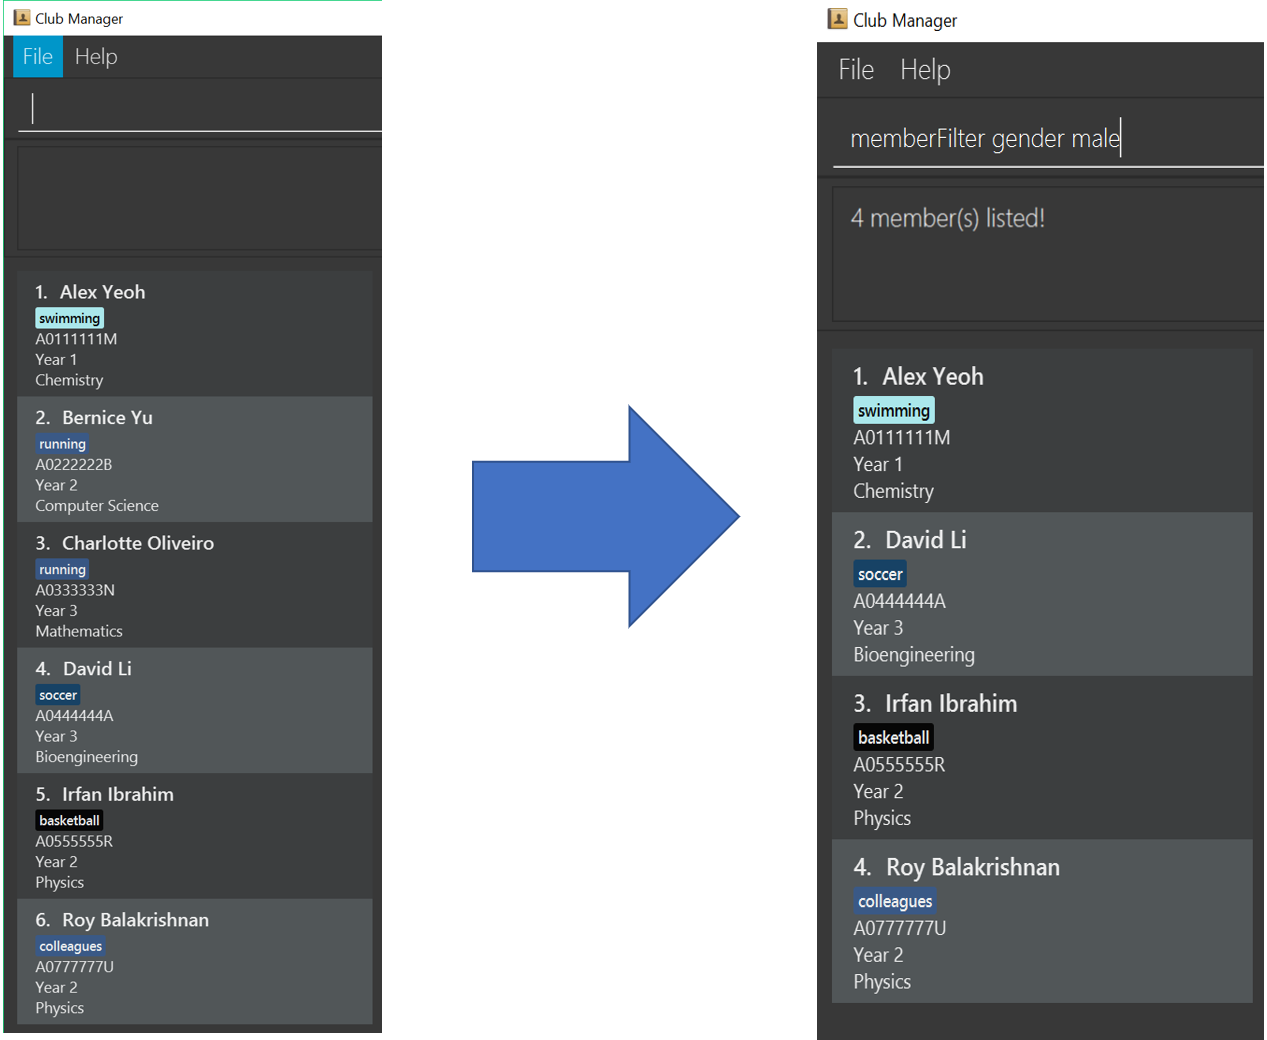 Club Manager
File Help
1. Alex Yeoh
swimming
A0111111M
Year 1
Chemistry
2. Bernice Yu
running
A0222222B
Year 2
Computer Science
3. Charlotte Oliveiro
running
A0333333N
Year 3
Mathematics
4. David Li
soccer
A0444444A
Year 3
Bioengineering
5. Irfan Ibrahim
basketball
A0555555R
Year 2
Physics
6. Roy Balakrishnan
colleagues
A0777777U
Year 2
Physics
Club Manager
File Help
memberFilter gender male
4 member(s) listed!
1. Alex Yeoh
swimming
A0111111M
Year 1
Chemistry
2. David Li
soccer
A0444444A
Year 3
Bioengineering
3. Irfan Ibrahim
basketball
A0555555R
Year 2
Physics
4. Roy Balakrishnan
colleagues
A0777777U
Year 2
Physics